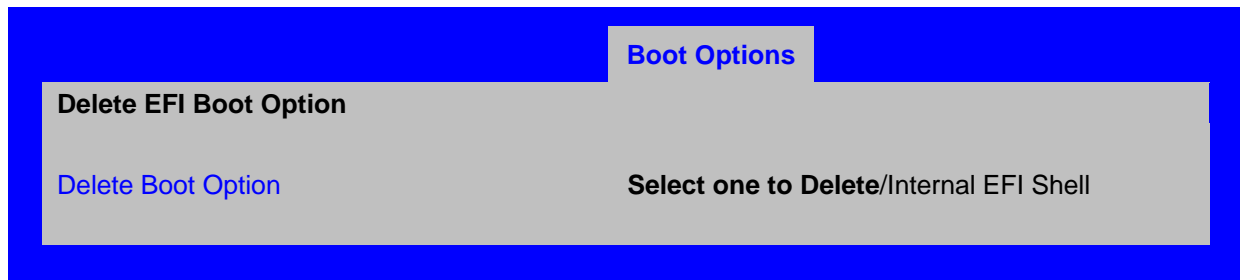 Boot Options
Delete EFI Boot Option
Delete Boot Option Select one to Delete/Internal EFI Shell